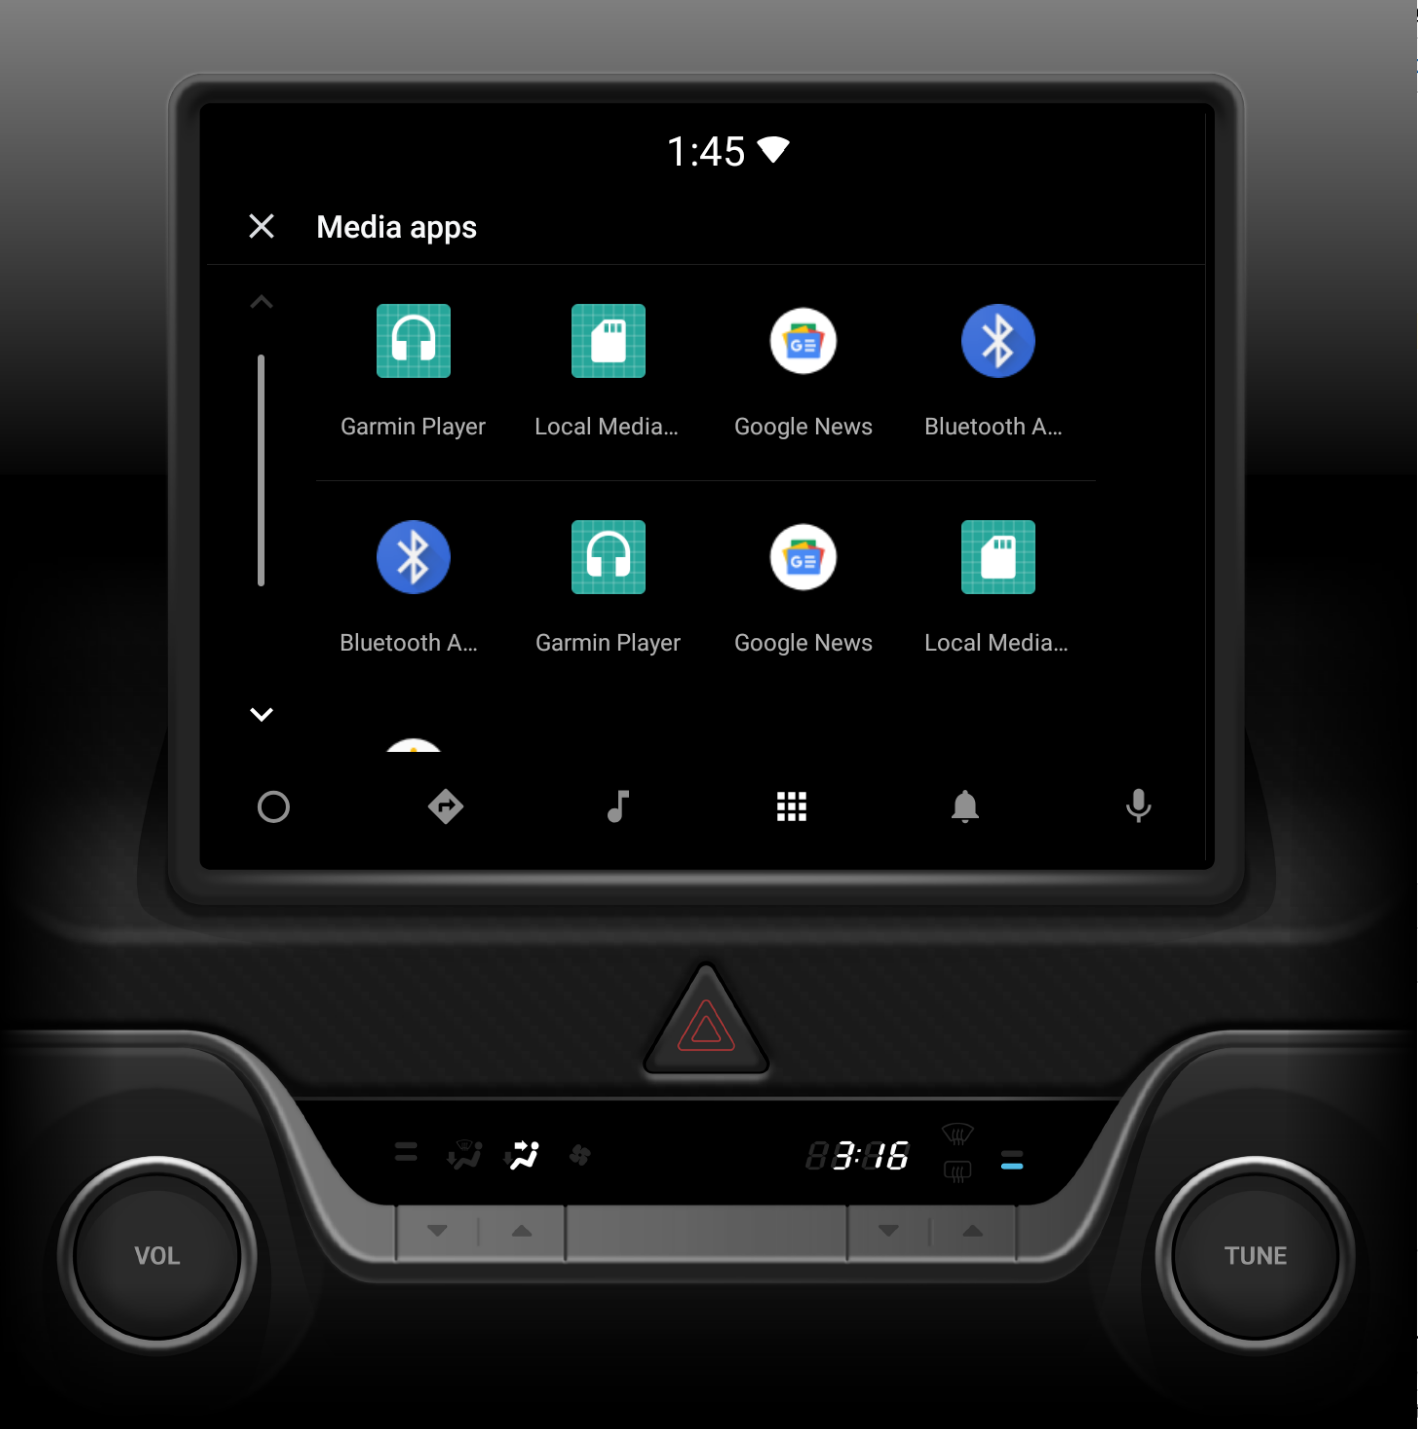 1:45
Media apps
Garmin Player Local Media... Google News Bluetooth A...
Bluetooth A... Garmin Player Google News Local Media...
3:16
VOL
TUNE